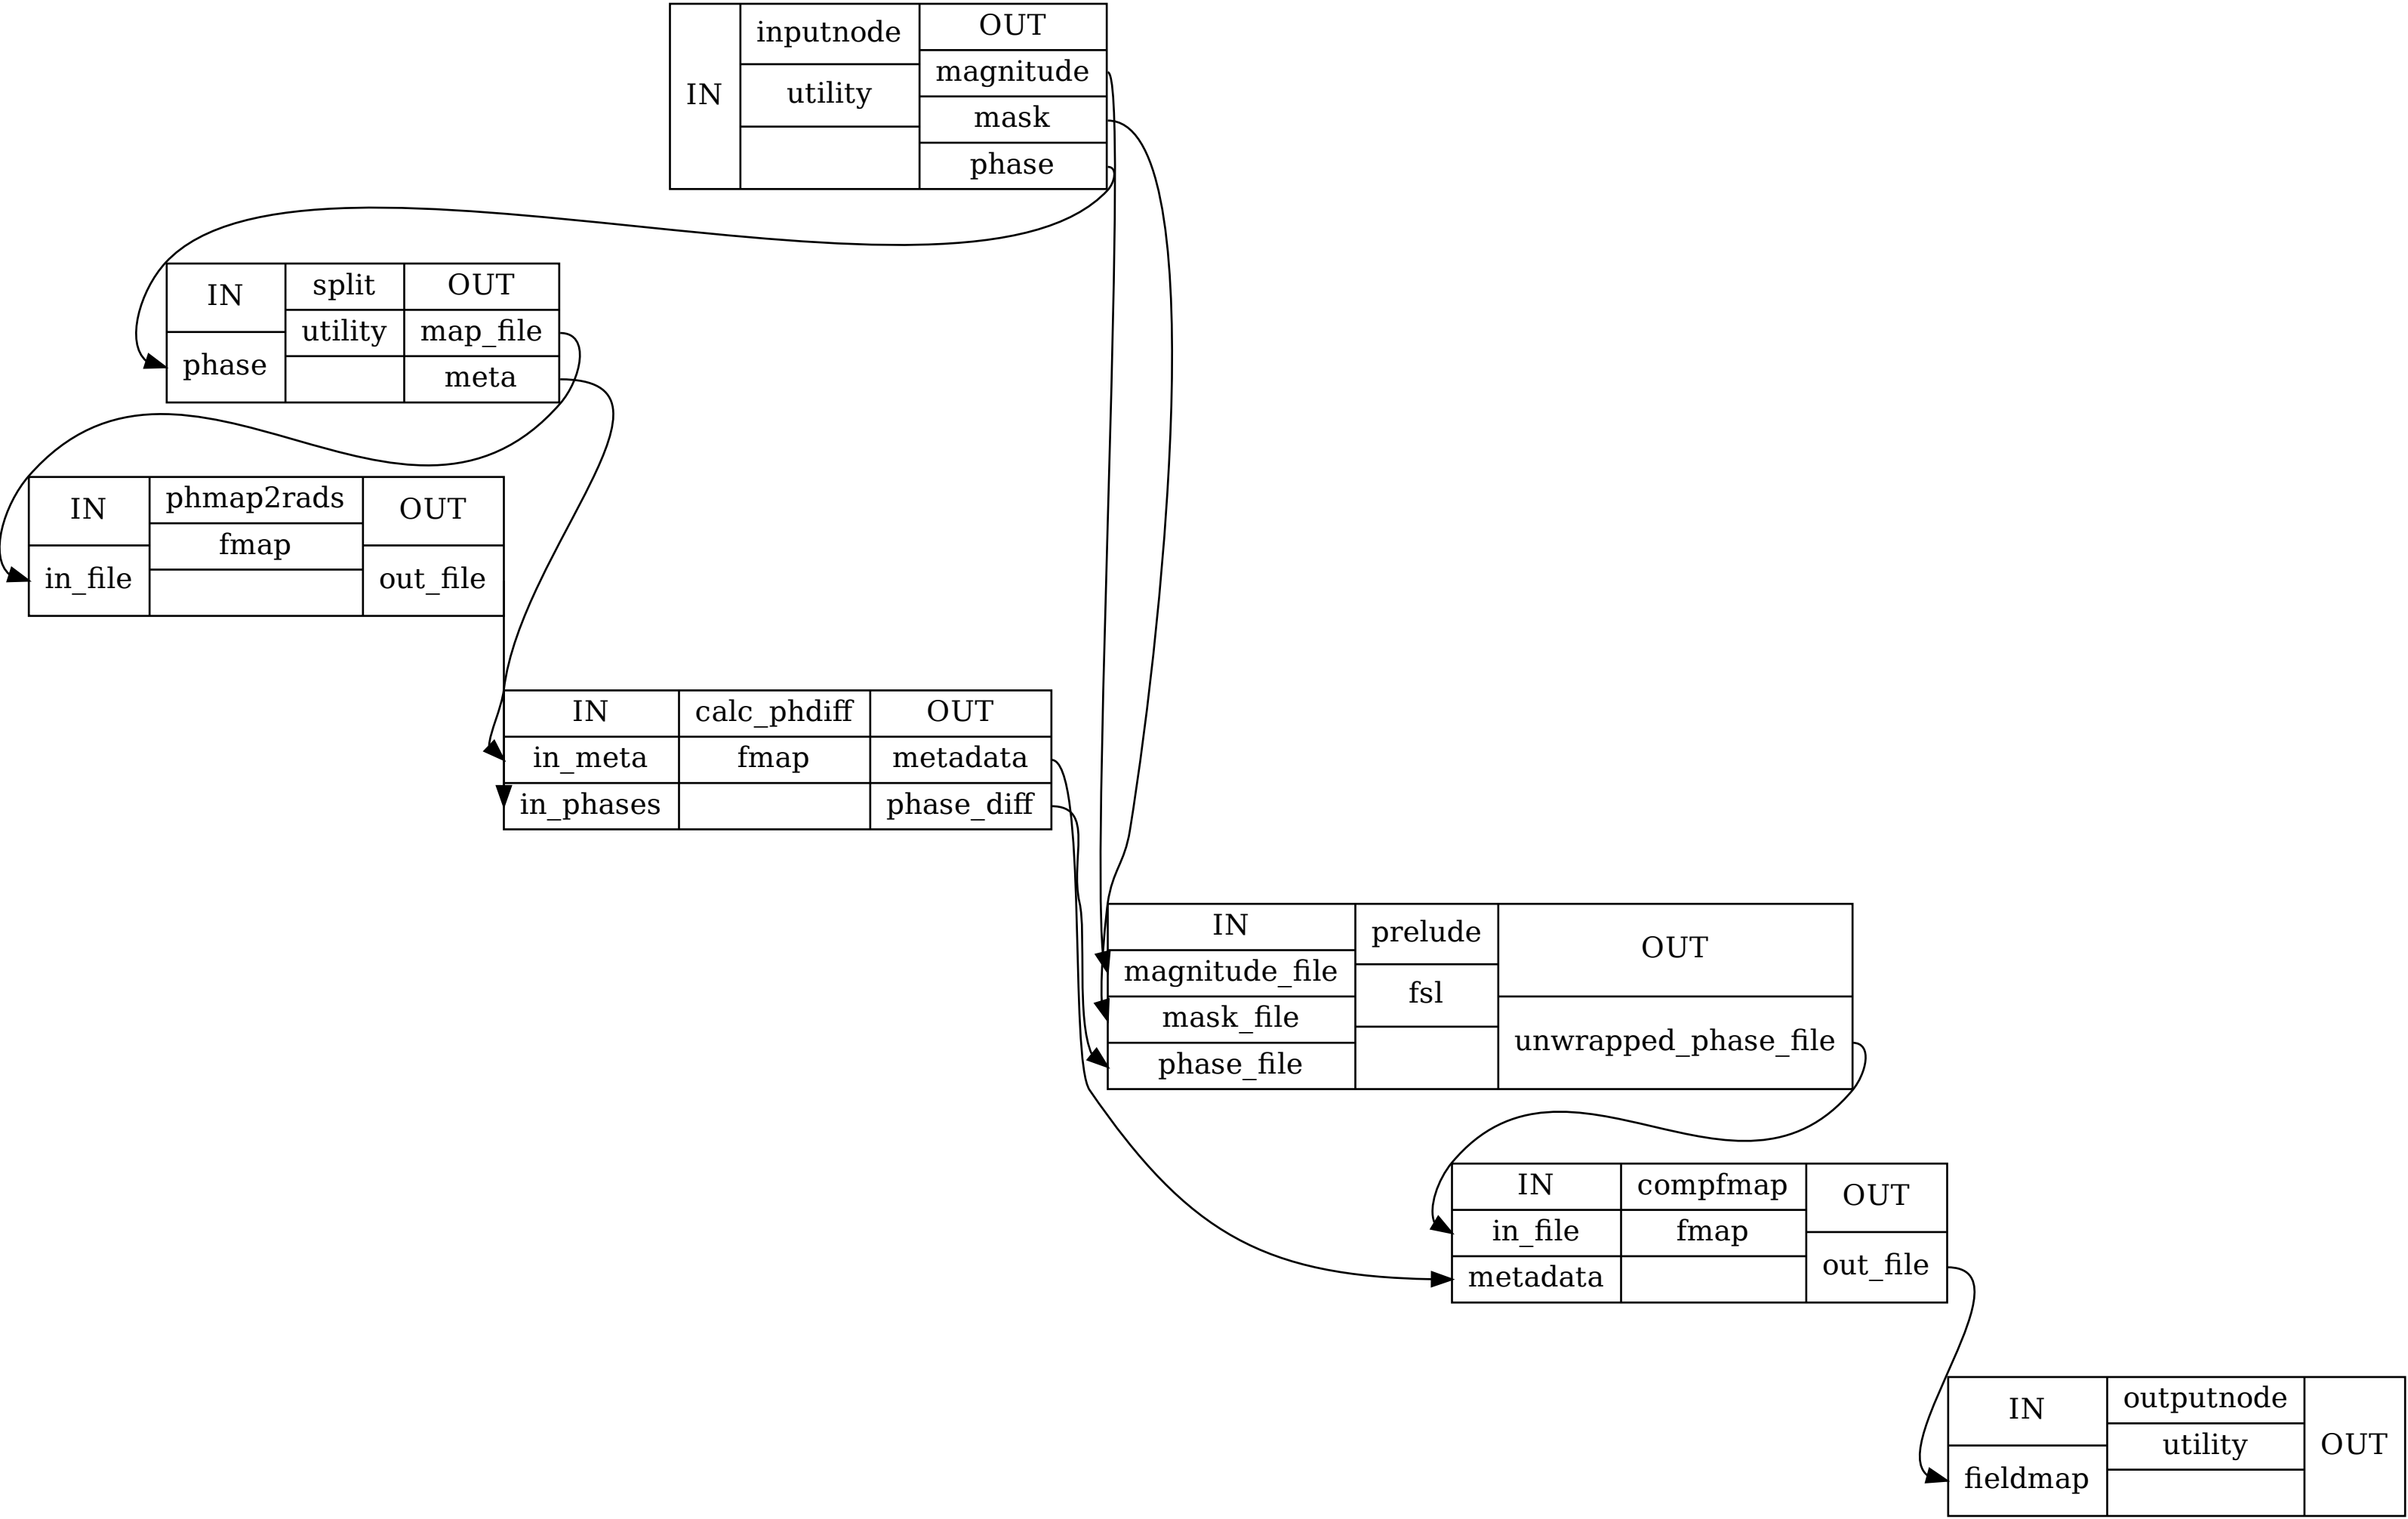 IN
inputnode
utility
OUT
magnitude
mask
phase
IN
phase
split
utility
OUT
map_file
meta
IN
in_file
phmap2rads
fmap
OUT
out_file
IN
in_meta
in_phases
calc_phdiff
fmap
OUT
metadata
phase_diff
IN
magnitude_file
mask_file
phase_file
prelude
fsl
OUT
unwrapped_phase_file
IN
in_file
metadata
compfmap
fmap
OUT
out_file
IN
fieldmap
outputnode
utility
OUT